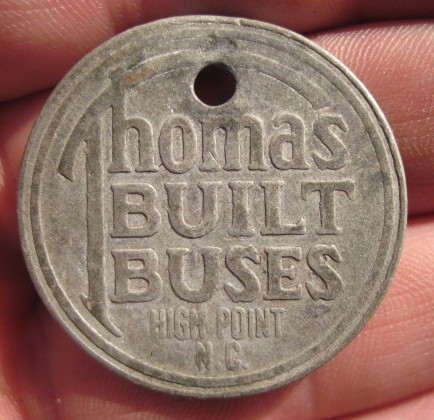 Thomas
BUILT
BUSES
HIGH POINT
N.C.